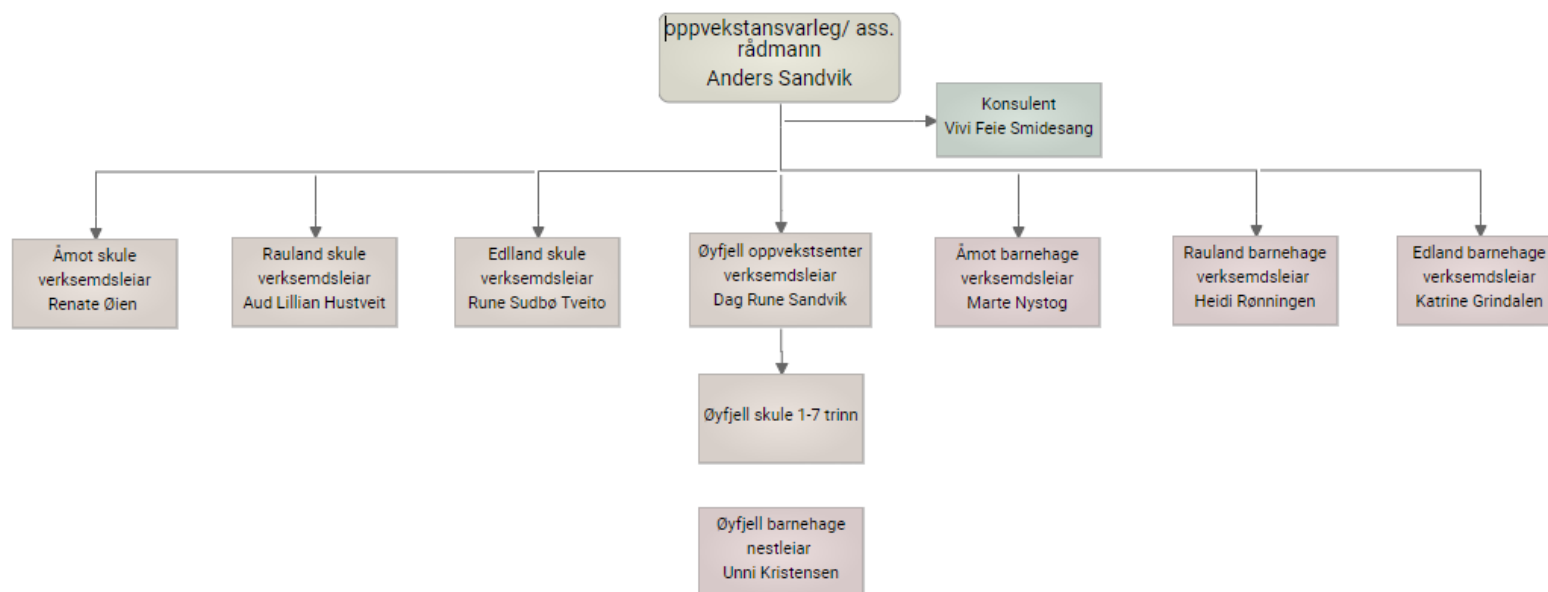 oppvekstansvarleg/ ass.
rådmann
Anders Sandvik
Konsulent
Vivi Feie Smidesang
Åmot skule
verksemdsleiar
Renate Øien
Rauland skule
verksemdsleiar
Aud Lillian Hustveit
Edlland skule
verksemdsleiar
Rune Sudbø Tveito
Øyfjell oppvekstsenter
verksemdsleiar
Dag Rune Sandvik
Åmot barnehage
verksemdsleiar
Marte Nystog
Rauland barnehage
verksemdsleiar
Heidi Rønningen
Edland barnehage
verksemdsleiar
Katrine Grindalen
Øyfjell skule 1-7 trinn
Øyfjell barnehage
nestleiar
Unni Kristensen